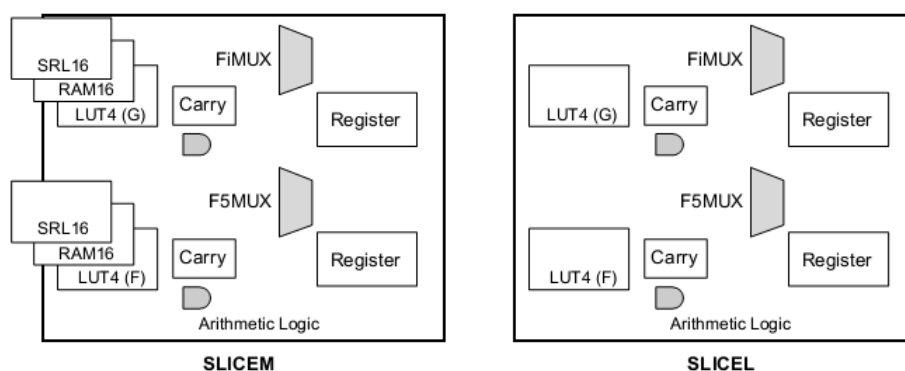 SRL16
RAM16
LUT4 (G)
Carry
FiMUX
Register
SRL16
RAM16
LUT4 (F)
Carry
F5MUX
Register
Arithmetic Logic
SLICEM
LUT4 (G)
Carry
FiMUX
Register
LUT4 (F)
Carry
F5MUX
Register
Arithmetic Logic
SLICEL